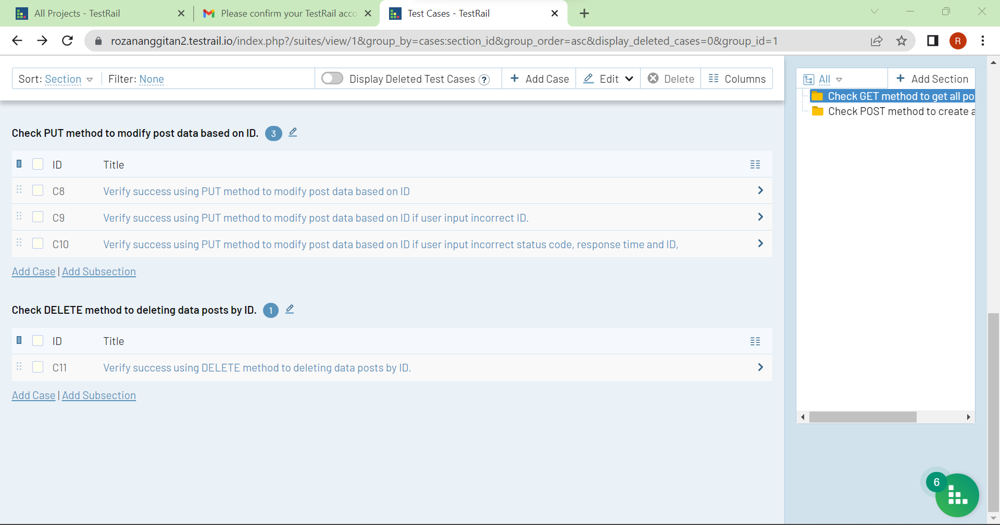 All Projects - TestRail
Please confirm your TestRail acco
Test Cases - TestRail
rozananggitan2.testrail.io/index.php?/suites/view/1&group_by=cases:section_id&group_order=asc&display_deleted_cases=0&group_id=1
R
Sort: Section
Filter: None
Display Deleted Test Cases ?
+ Add Case
Edit
Delete
Columns
All
+ Add Section
Check GET method to get all po
Check POST method to create a
Check PUT method to modify post data based on ID. 3
ID Title
C8 Verify success using PUT method to modify post data based on ID
C9 Verify success using PUT method to modify post data based on ID if user input incorrect ID.
C10 Verify success using PUT method to modify post data based on ID if user input incorrect status code, response time and ID,
Add Case | Add Subsection
Check DELETE method to deleting data posts by ID. 1
ID Title
C11 Verify success using DELETE method to deleting data posts by ID.
Add Case | Add Subsection
6